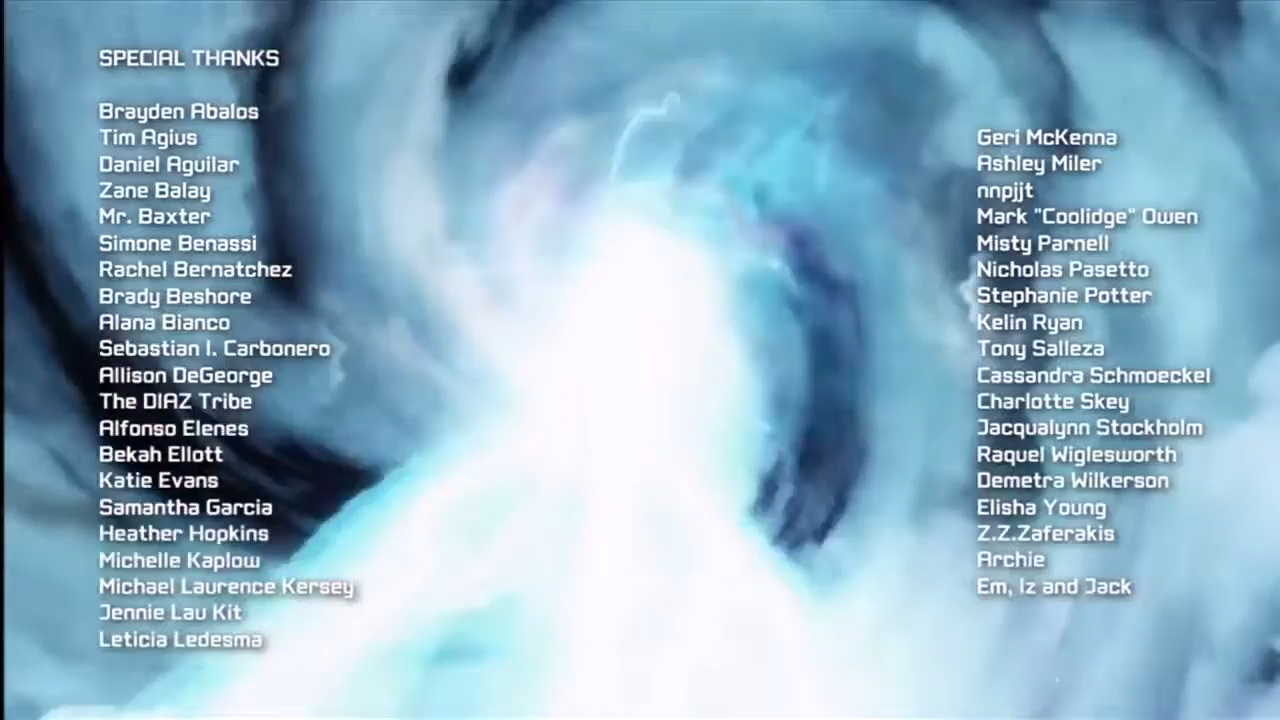 SPECIAL THANKS
Brayden Abalos
Tim Agius
Daniel Aguilar
Zane Balay
Mr. Baxter
Simone Benassi
Rachel Bernatchez
Brady Beshore
Alana Bianco
Sebastian I. Carbonero
Allison DeGeorge
The DIAZ Tribe
Alfonso Elenes
Bekah Ellott
Katie Evans
Samantha Garcia
Heather Hopkins
Michelle Kaplow
Michael Laurence Kersey
Jennie Lau Kit
Leticia Ledesma
Geri McKenna
Ashley Miler
nnpjjt
Mark "Coolidge" Owen
Misty Parnell
Nicholas Pasetto
Stephanie Potter
Kelin Ryan
Tony Salleza
Cassandra Schmoeckel
Charlotte Skey
Jacqualynn Stockholm
Raquel Wiglesworth
Demetra Wilkerson
Elisha Young
Z.Z.Zaferakis
Archie
Em, Iz and Jack